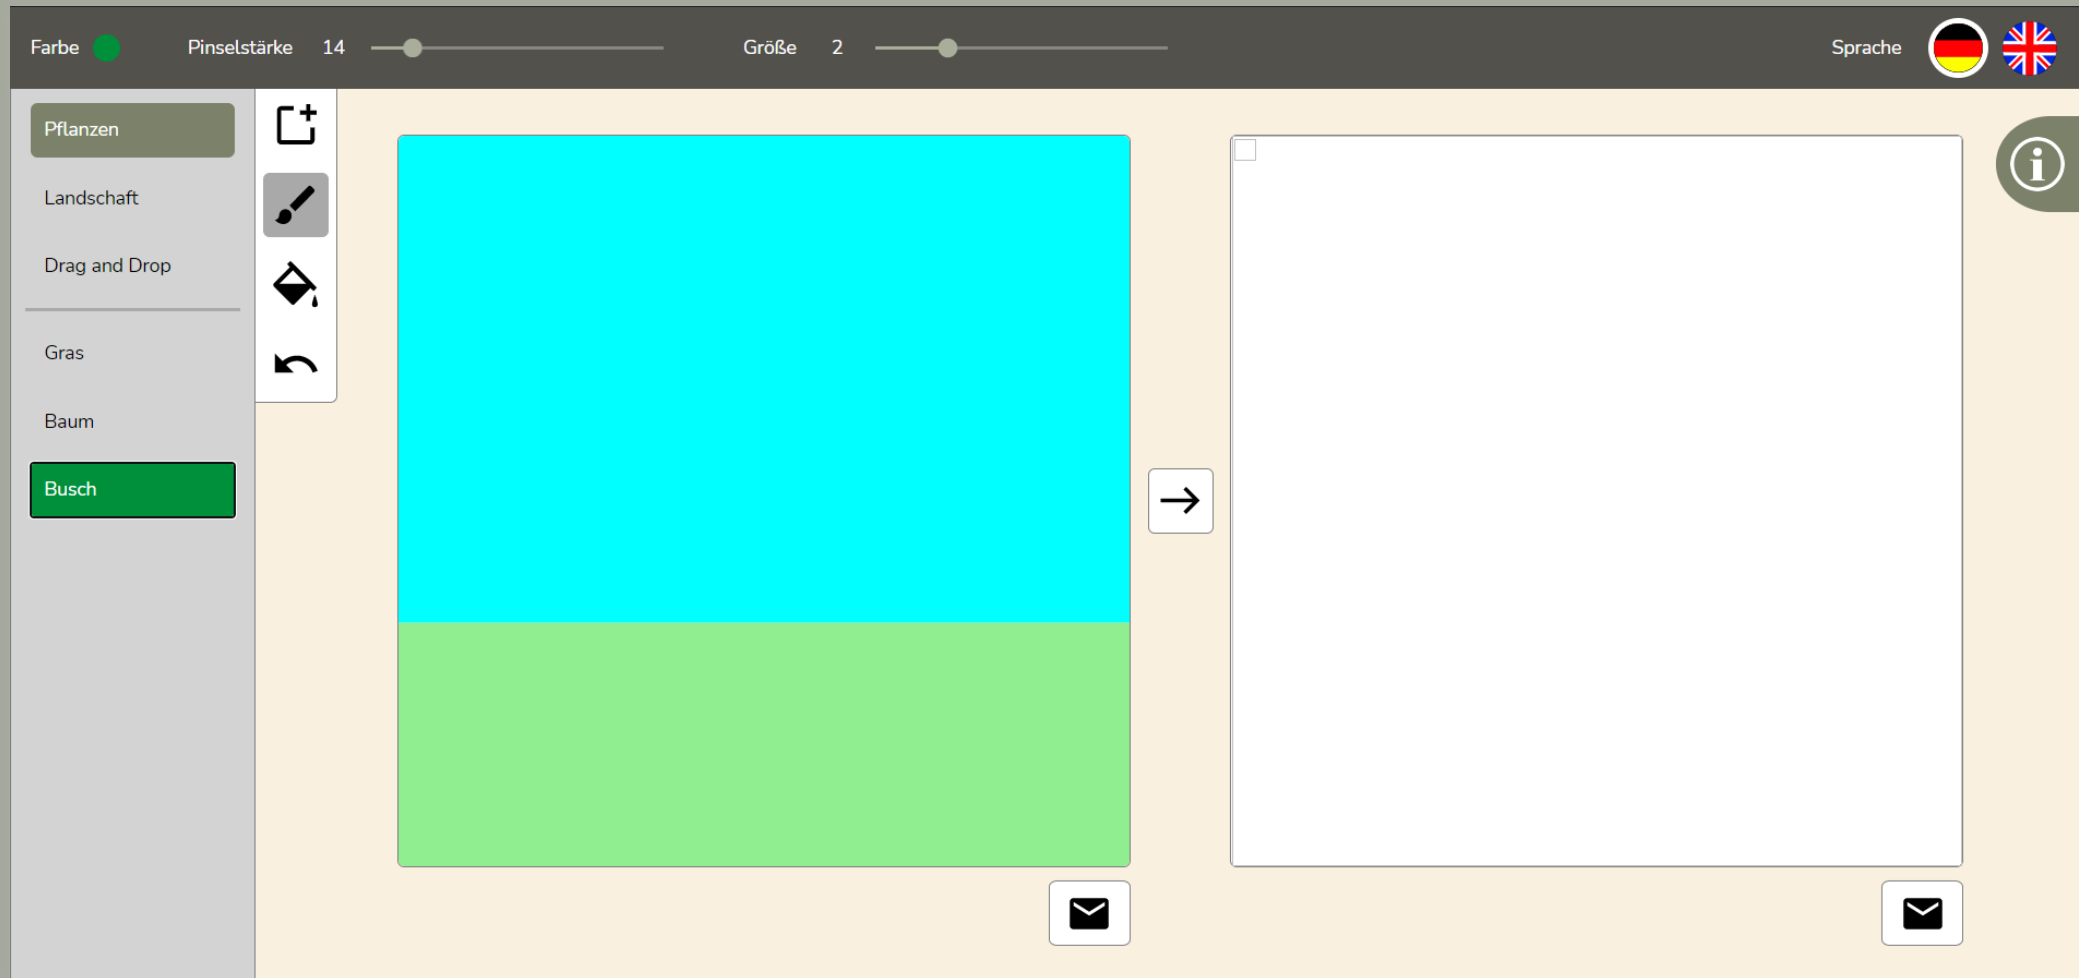 Farbe Pinselstärke 14 Größe 2 Sprache
Pflanzen
Landschaft
Drag and Drop
Gras
Baum
Busch